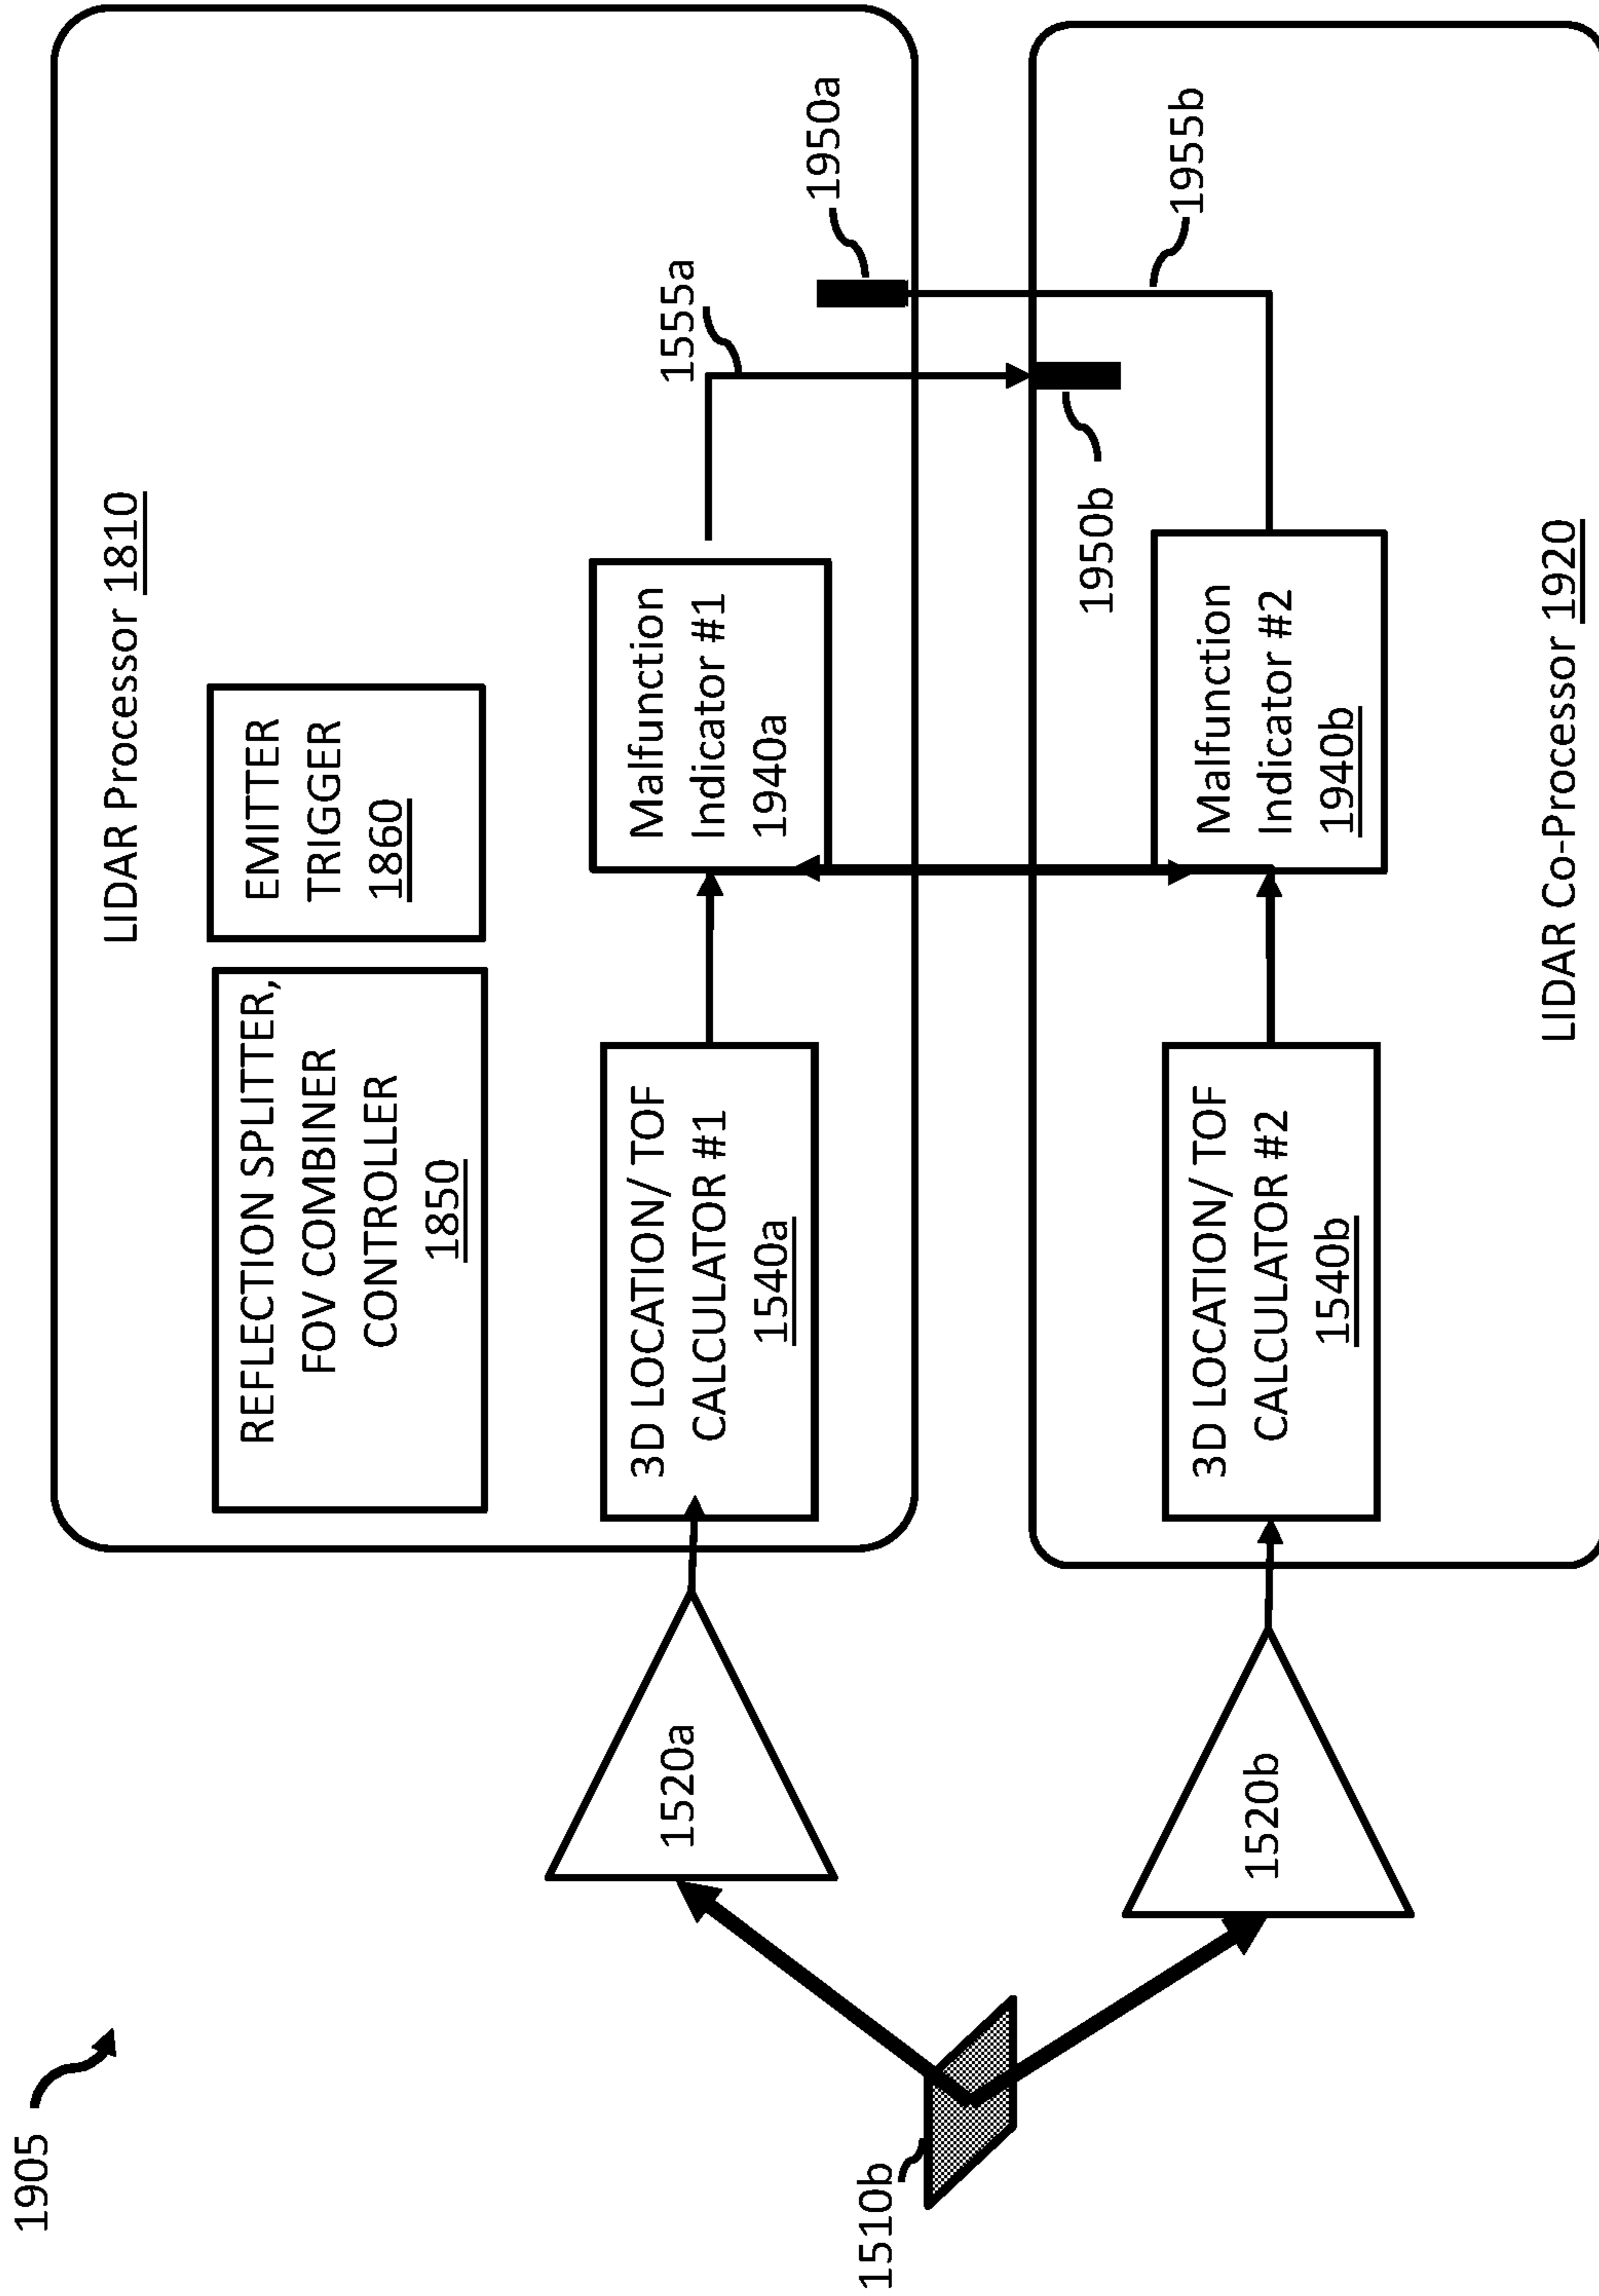 1905
LIDAR Processor 1810
REFLECTION SPLITTER,
FOV COMBINER
CONTROLLER
1850
EMITTER
TRIGGER
1860
3D LOCATION/ TOF
CALCULATOR #1
1540a
Malfunction
Indicator #1
1940a
1555a
1950a
1520a
1510b
1520b
3D LOCATION/ TOF
CALCULATOR #2
1540b
Malfunction
Indicator #2
1940b
1950b
1955b
LIDAR Co-Processor 1920